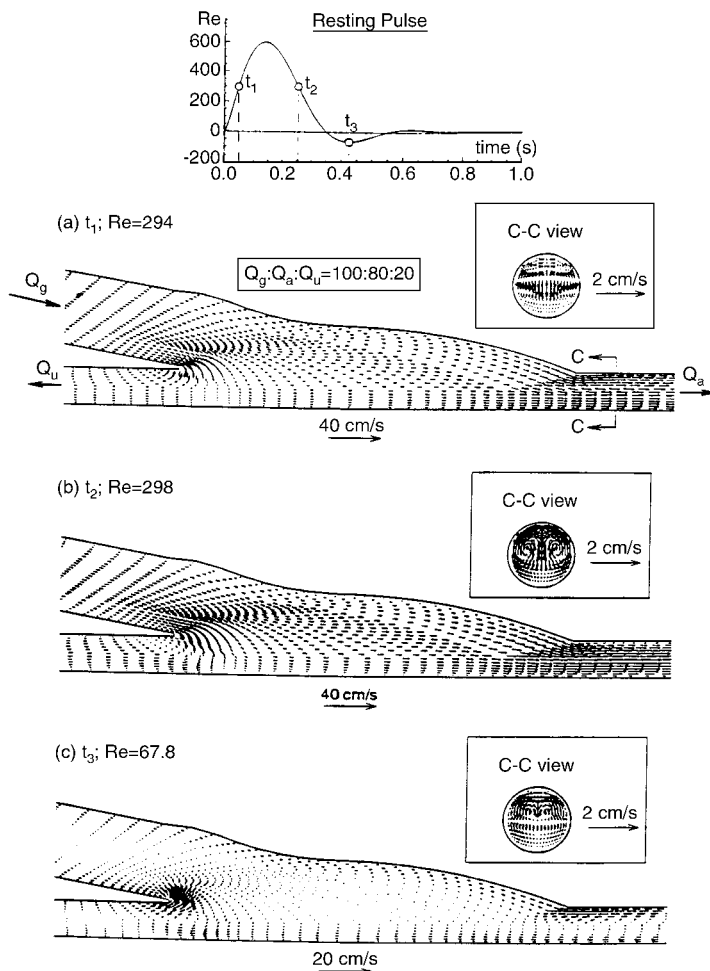 Re
Resting Pulse
600
400
200
0
-200
t1
t2
t3
time (s)
0.0 0.2 0.4 0.6 0.8 1.0
(a) t1; Re=294
C-C view
2 cm/s
Qg:Qa:Qu=100:80:20
Qg
Qu
C
Qa
C
40 cm/s
(b) t2; Re=298
C-C view
2 cm/s
40 cm/s
(c) t3; Re=67.8
C-C view
2 cm/s
20 cm/s